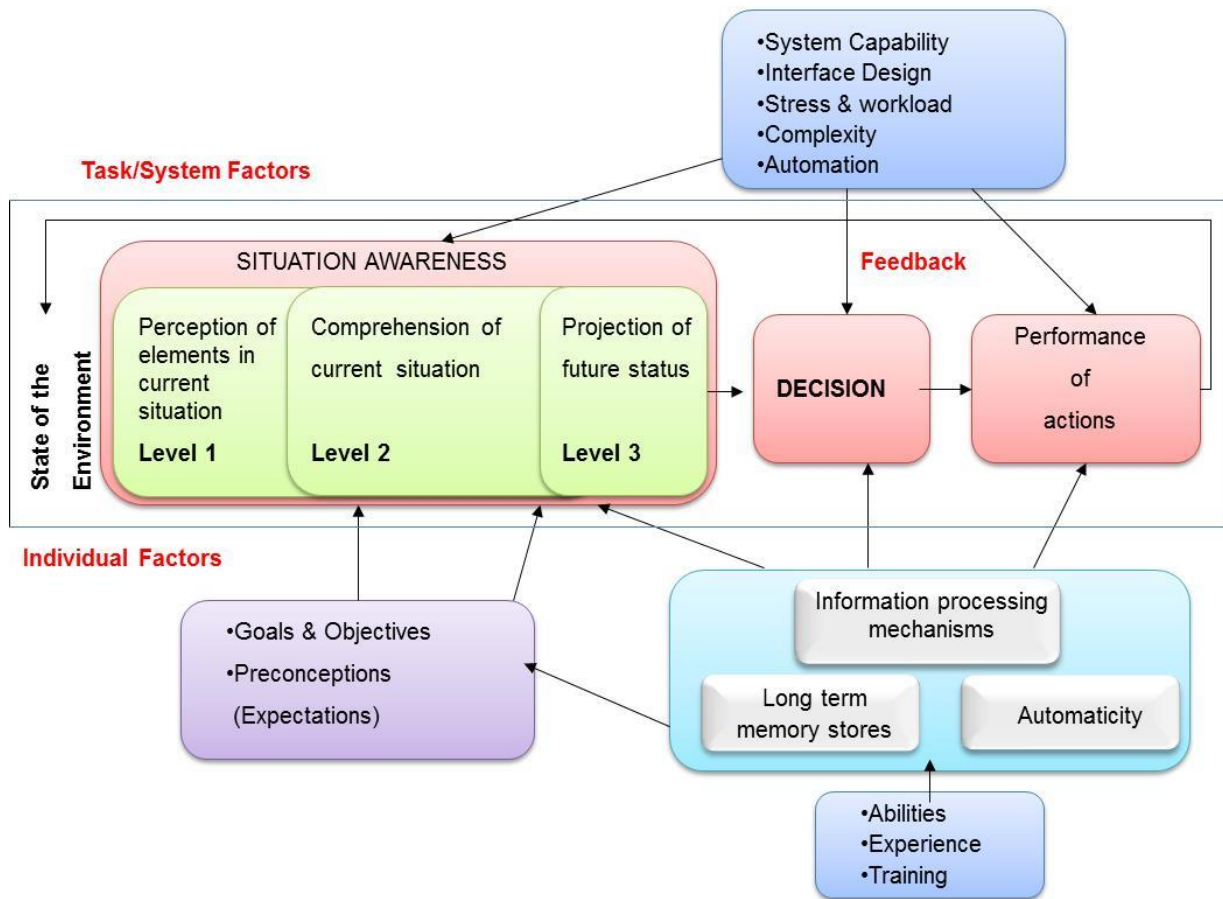 •System Capability
•Interface Design
•Stress & workload
•Complexity
•Automation
Task/System Factors
Feedback
State of the
Environment
SITUATION AWARENESS
Perception of
elements in
current
situation
Level 1
Comprehension of
current situation
Level 2
Projection of
future status
Level 3
DECISION
Performance
of
actions
Individual Factors
•Goals & Objectives
•Preconceptions
(Expectations)
Information processing
mechanisms
Long term
memory stores
Automaticity
•Abilities
•Experience
•Training